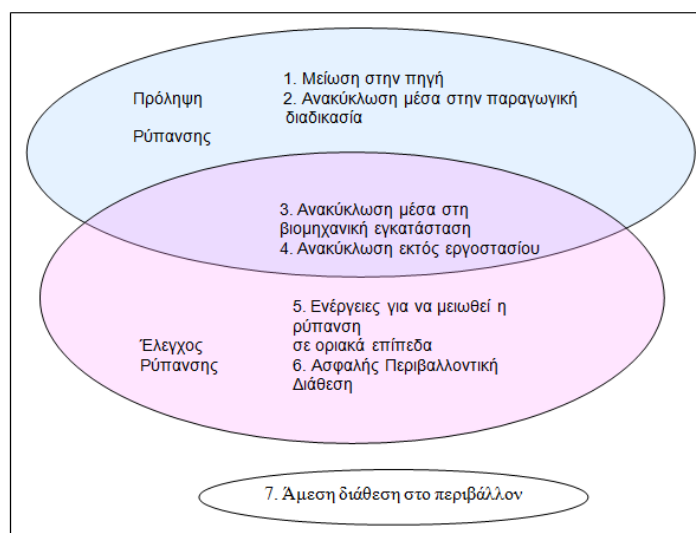 Πρόληψη
Ρύπανσης
1. Μείωση στην πηγή
2. Ανακύκλωση μέσα στην παραγωγική
διαδικασία
3. Ανακύκλωση μέσα στη
βιομηχανική εγκατάσταση
4. Ανακύκλωση εκτός εργοστασίου
Έλεγχος
Ρύπανσης
5. Ενέργειες για να μειωθεί η
ρύπανση
σε οριακά επίπεδα
6. Ασφαλής Περιβαλλοντική
Διάθεση
7. Άμεση διάθεση στο περιβάλλον